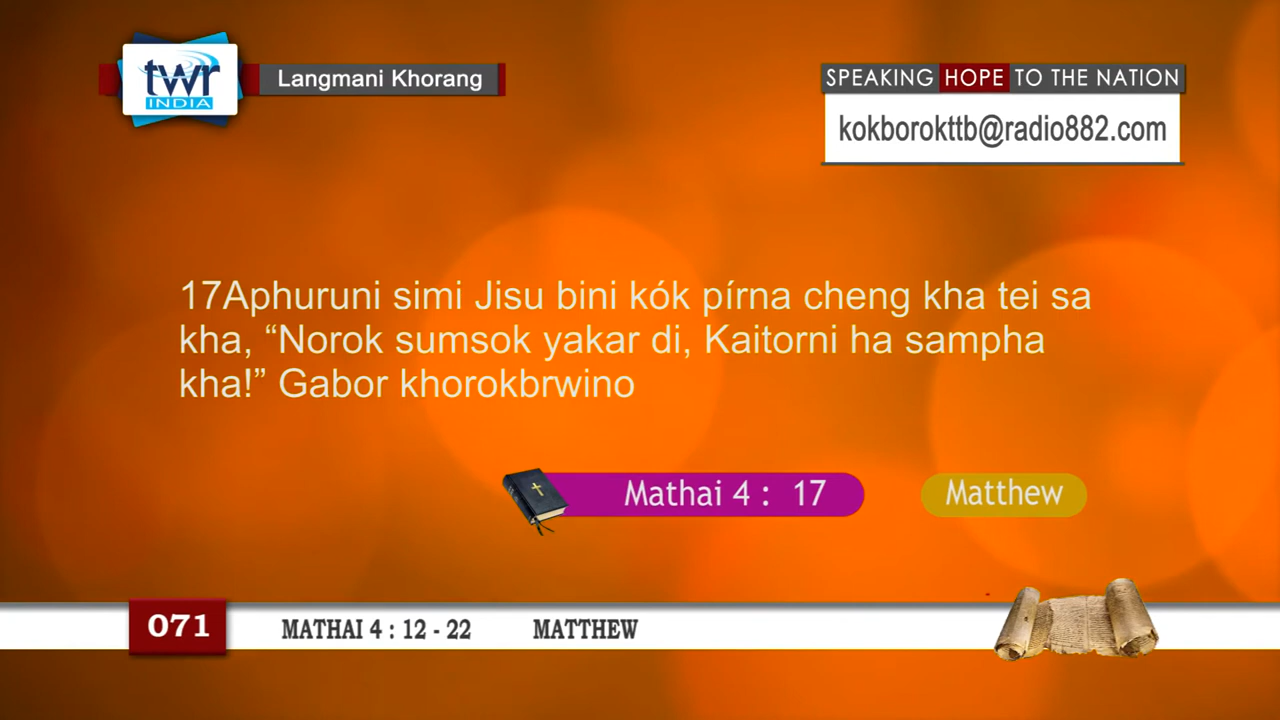 twr
INDIA
Langmani Khorang
SPEAKING HOPE TO THE NATION
kokborokttb@radio882.com
17Aphuruni simi Jisu bini kók pírna cheng kha tei sa
kha, “Norok sumsok yakar di, Kaitorni ha sampha
kha!” Gabor khorokbrwino
Mathai 4 : 17
Matthew
071
MATHAI 4 : 12 - 22
MATTHEW